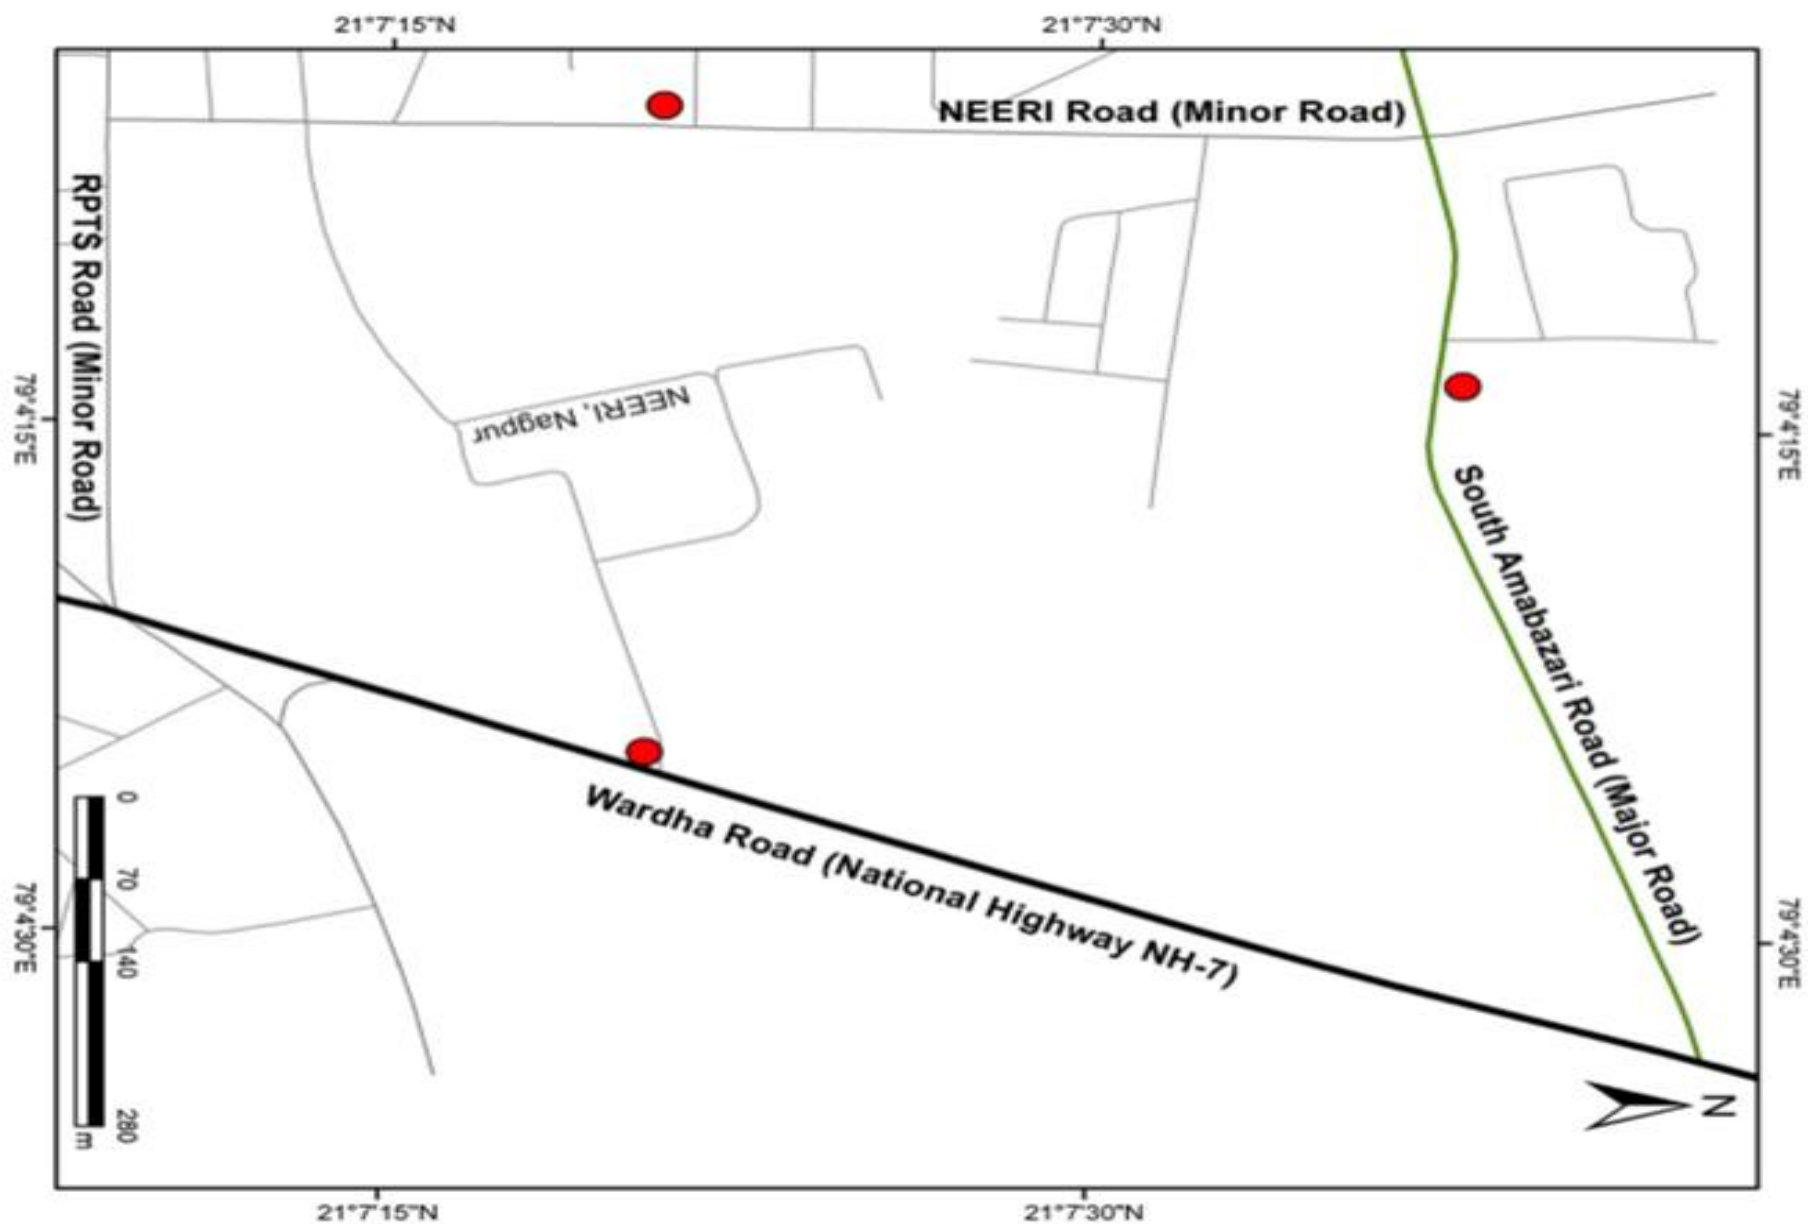 21°7'15"N
21°7'30"N
NEERI Road (Minor Road)
RPTS Road (Minor Road)
79°4'15"E
79°4'15"E
NEERI, Nagpur
South Amabazari Road (Major Road)
Wardha Road (National Highway NH-7)
0
70
140
280
m
79°4'30"E
79°4'30"E
N
21°7'15"N
21°7'30"N